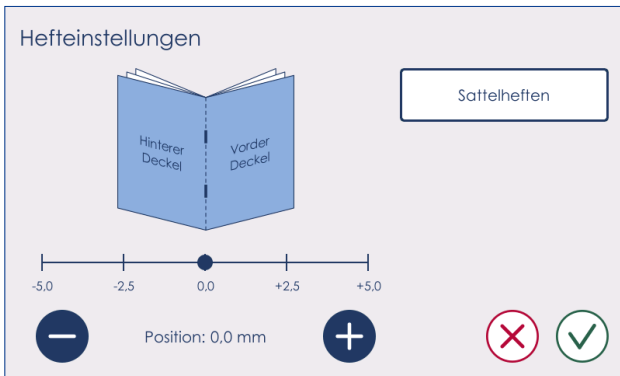 Hefteinstellungen
Sattelheften
Hinterer
Deckel
Vorder
Deckel
-5,0
-2,5
0,0
+2,5
+5,0
Position: 0,0 mm